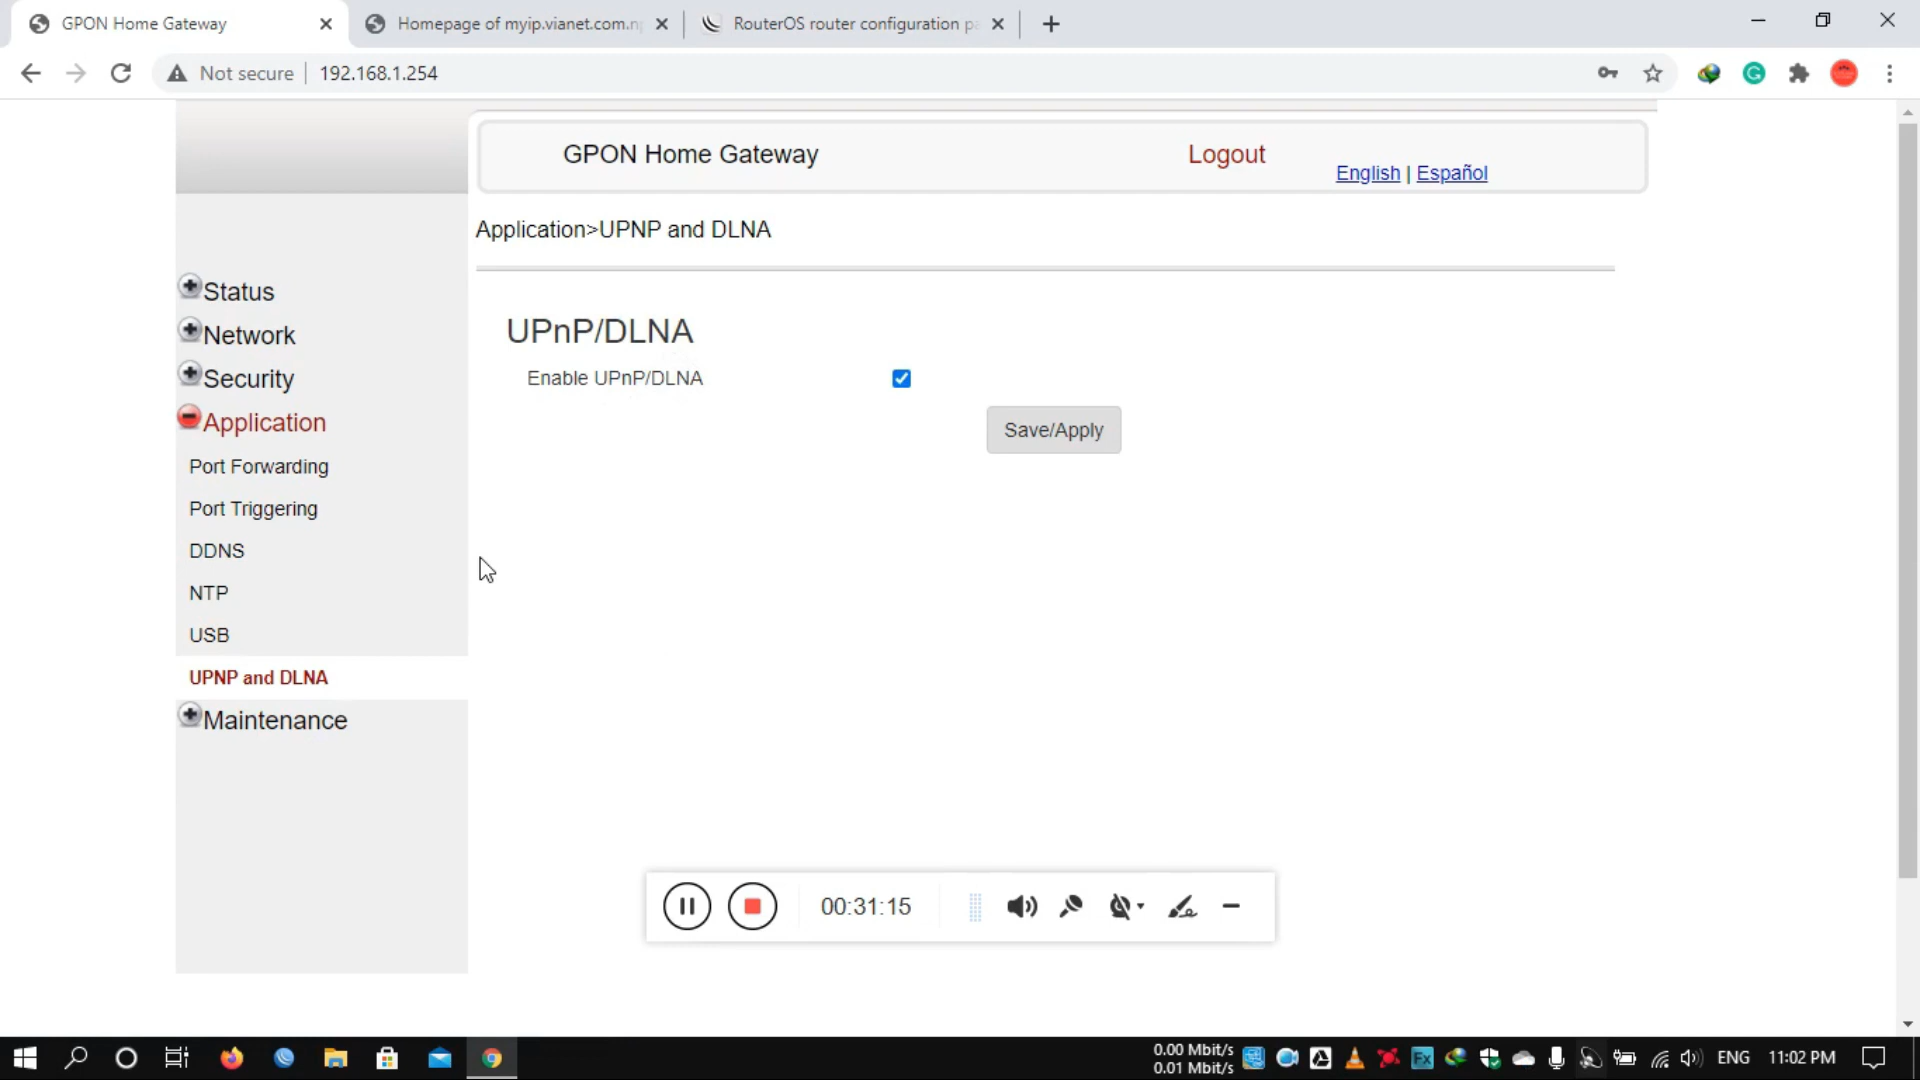 GPON Home Gateway
Homepage of myip.vianet.com.n
RouterOS router configuration pa
Not secure
192.168.1.254
GPON Home Gateway
Logout
English | Español
Application>UPNP and DLNA
Status
Network
Security
Application
Port Forwarding
Port Triggering
DDNS
NTP
USB
UPNP and DLNA
Maintenance
UPnP/DLNA
Enable UPnP/DLNA
Save/Apply
00:31:15
0.00 Mbit/s
0.01 Mbit/s
Fx
ENG
11:02 PM